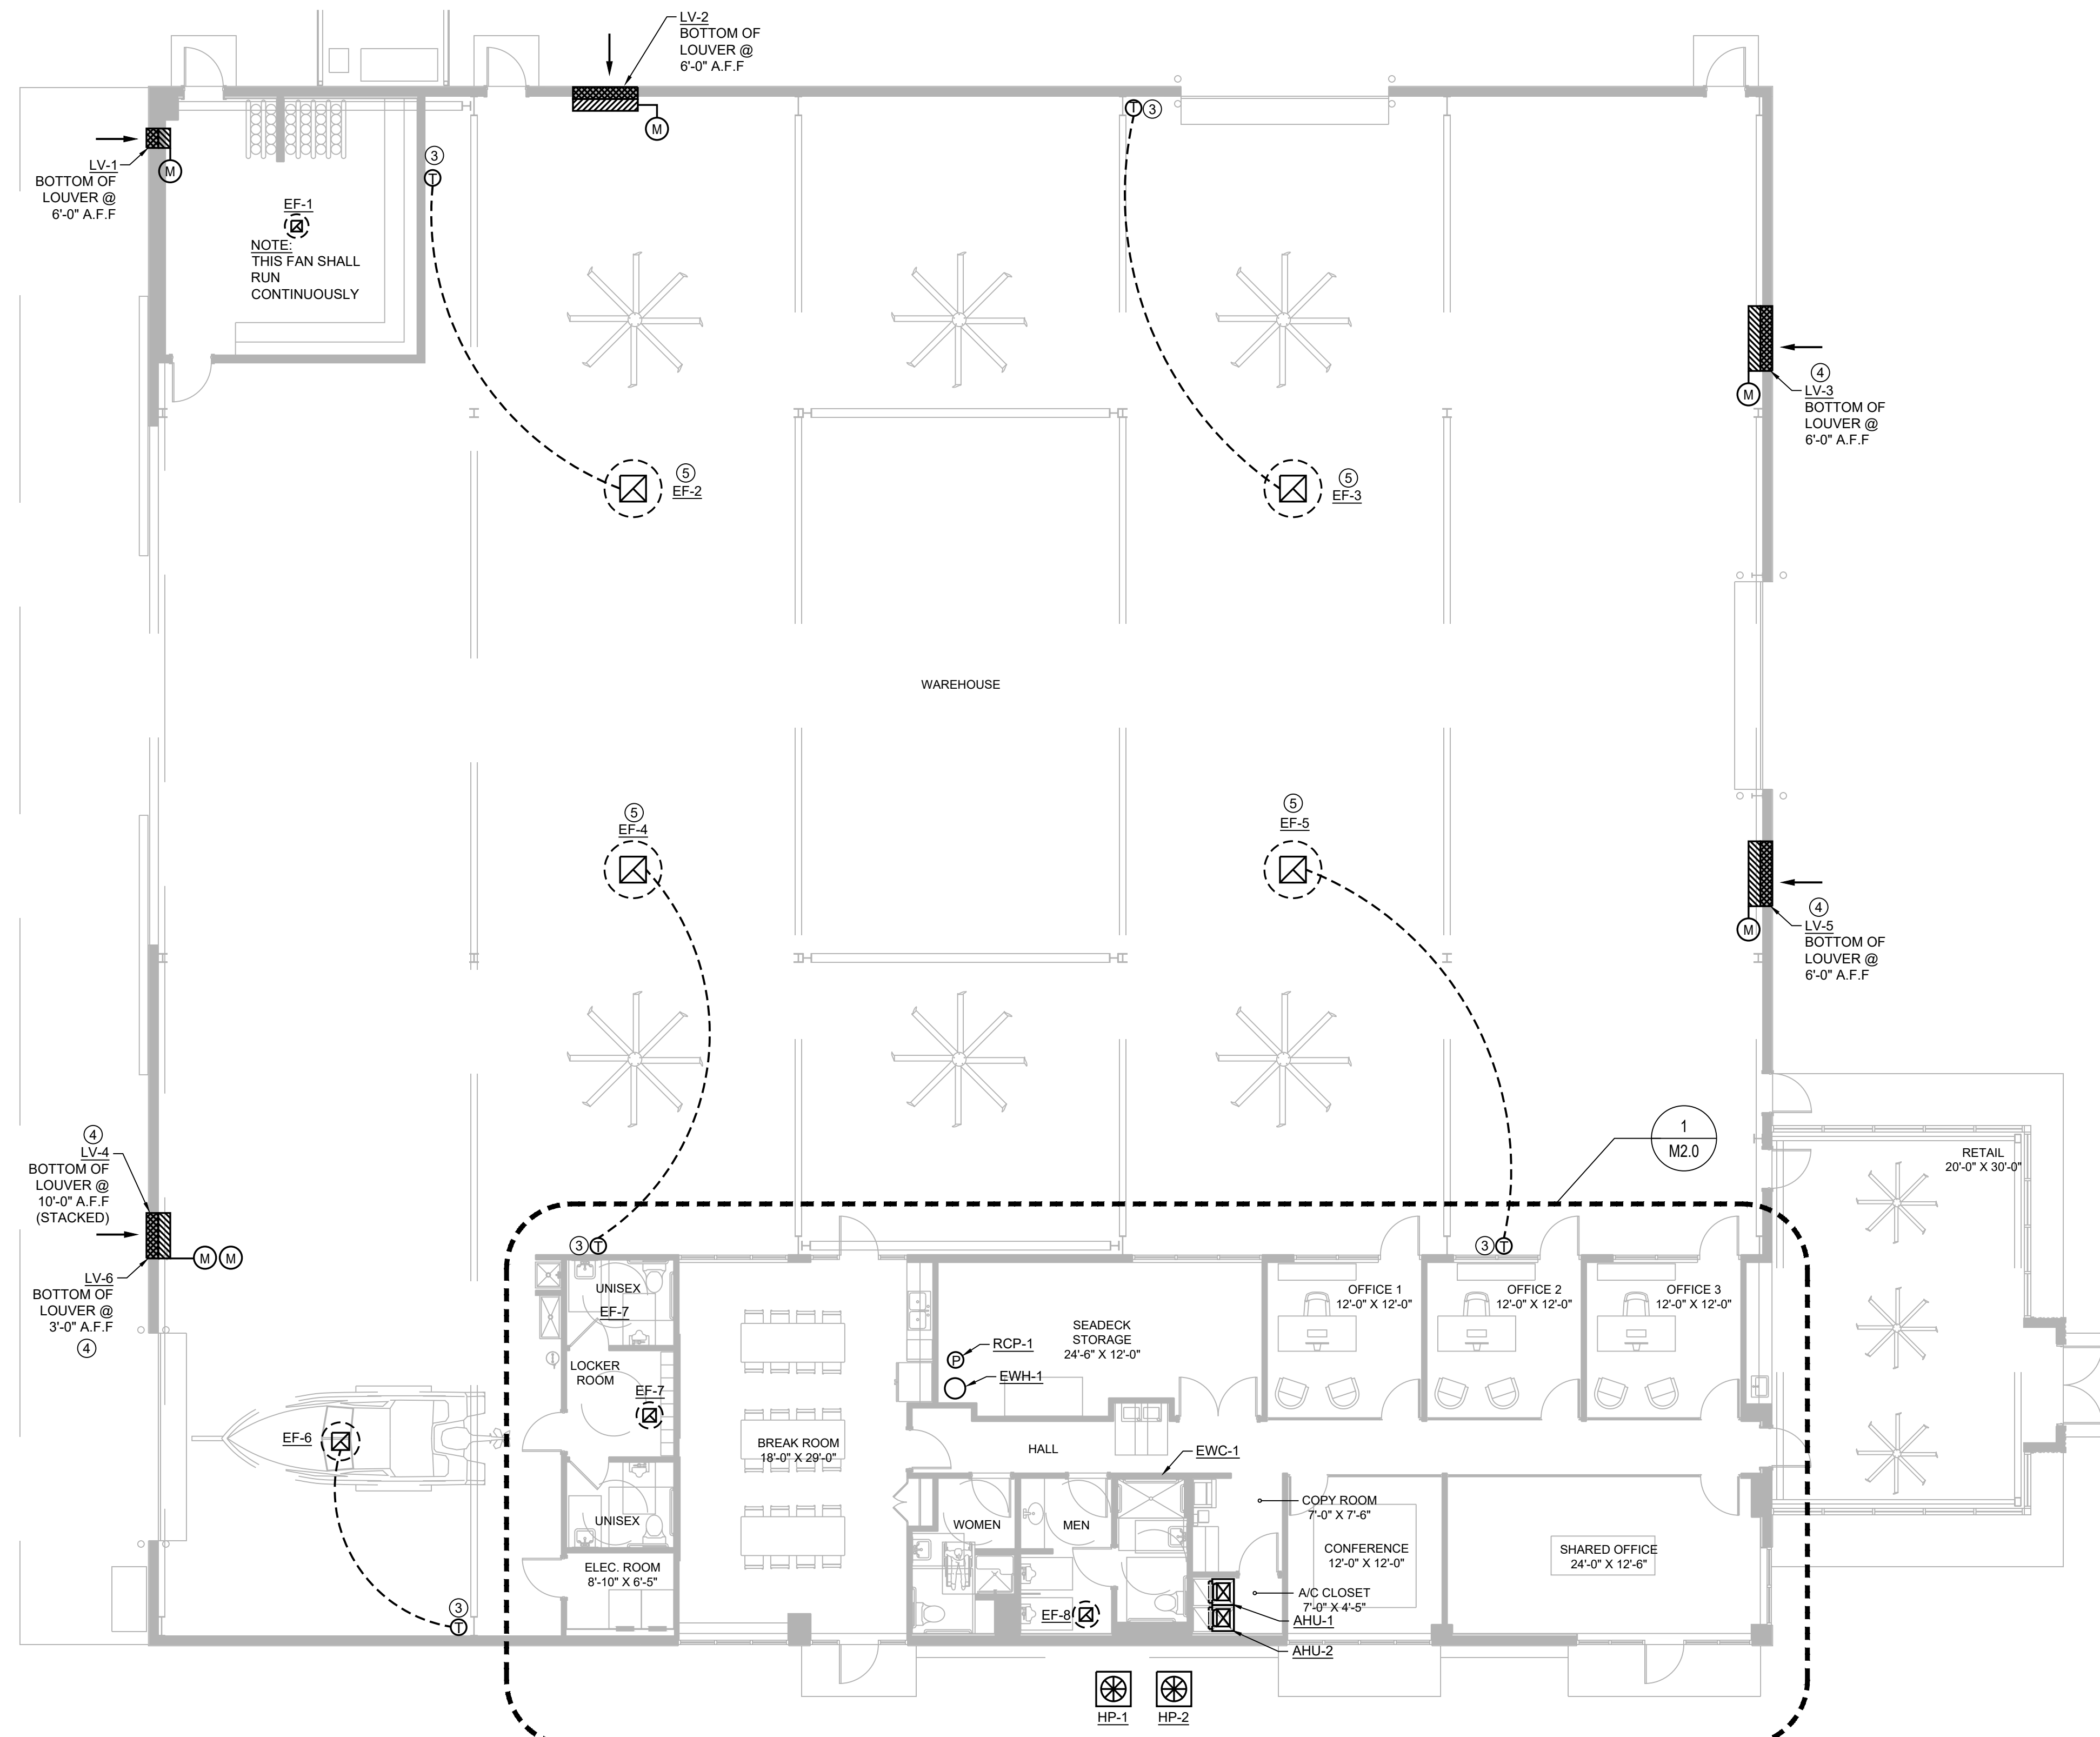 LV-2
BOTTOM OF
LOUVER @
6'-0" A.F.F
M
T
3
LV-1
BOTTOM OF
LOUVER @
6'-0" A.F.F
M
3
T
EF-1
NOTE:
THIS FAN SHALL
RUN
CONTINUOUSLY
4
LV-3
BOTTOM OF
LOUVER @
6'-0" A.F.F
M
5
EF-2
5
EF-3
WAREHOUSE
5
EF-4
5
EF-5
4
LV-5
BOTTOM OF
LOUVER @
6'-0" A.F.F
M
4
LV-4
BOTTOM OF
LOUVER @
10'-0" A.F.F
(STACKED)
M
M
LV-6
BOTTOM OF
LOUVER @
3'-0" A.F.F
4
1
M2.0
RETAIL
20'-0" X 30'-0"
3
T
3
T
UNISEX
EF-7
LOCKER
ROOM
EF-7
UNISEX
ELEC. ROOM
8'-10" X 6'-5"
EF-6
3
T
BREAK ROOM
18'-0" X 29'-0"
P
RCP-1
EWH-1
SEADECK
STORAGE
24'-6" X 12'-0"
OFFICE 1
12'-0" X 12'-0"
OFFICE 2
12'-0" X 12'-0"
OFFICE 3
12'-0" X 12'-0"
HALL
EWC-1
WOMEN
MEN
EF-8
COPY ROOM
7'-0" X 7'-6"
CONFERENCE
12'-0" X 12'-0"
A/C CLOSET
7'-0" X 4'-5"
AHU-1
AHU-2
SHARED OFFICE
24'-0" X 12'-6"
HP-1
HP-2